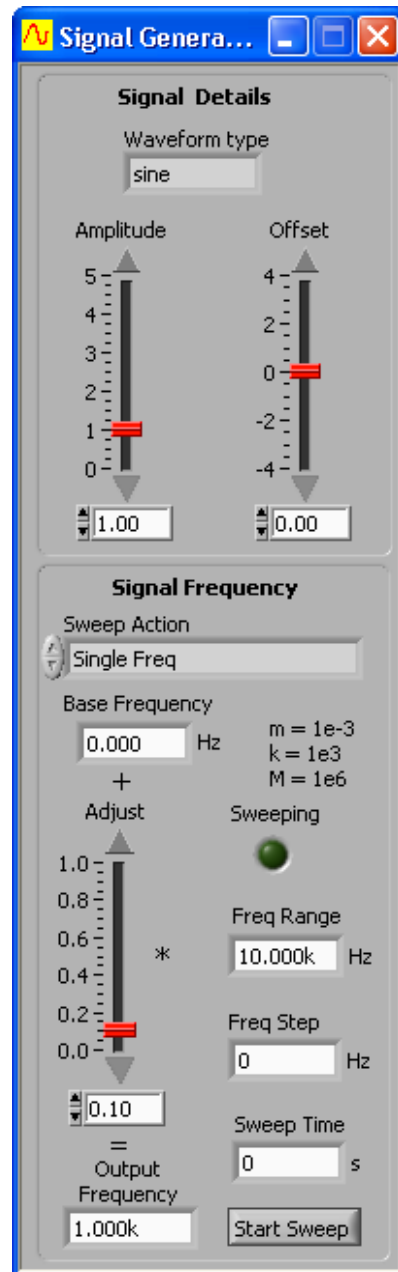 Signal Genera...
Signal Details
Waveform type
sine
Amplitude
Offset
5
4
3
2
1
0
4
2
0
-2
-4
1.00
0.00
Signal Frequency
Sweep Action
Single Freq
Base Frequency
0.000 Hz
m = 1e-3
k = 1e3
M = 1e6
+
Adjust
Sweeping
1.0
0.8
0.6
0.4
0.2
0.0
*
Freq Range
10.000k Hz
Freq Step
0 Hz
0.10
=
Output
Frequency
1.000k
Sweep Time
0 s
Start Sweep